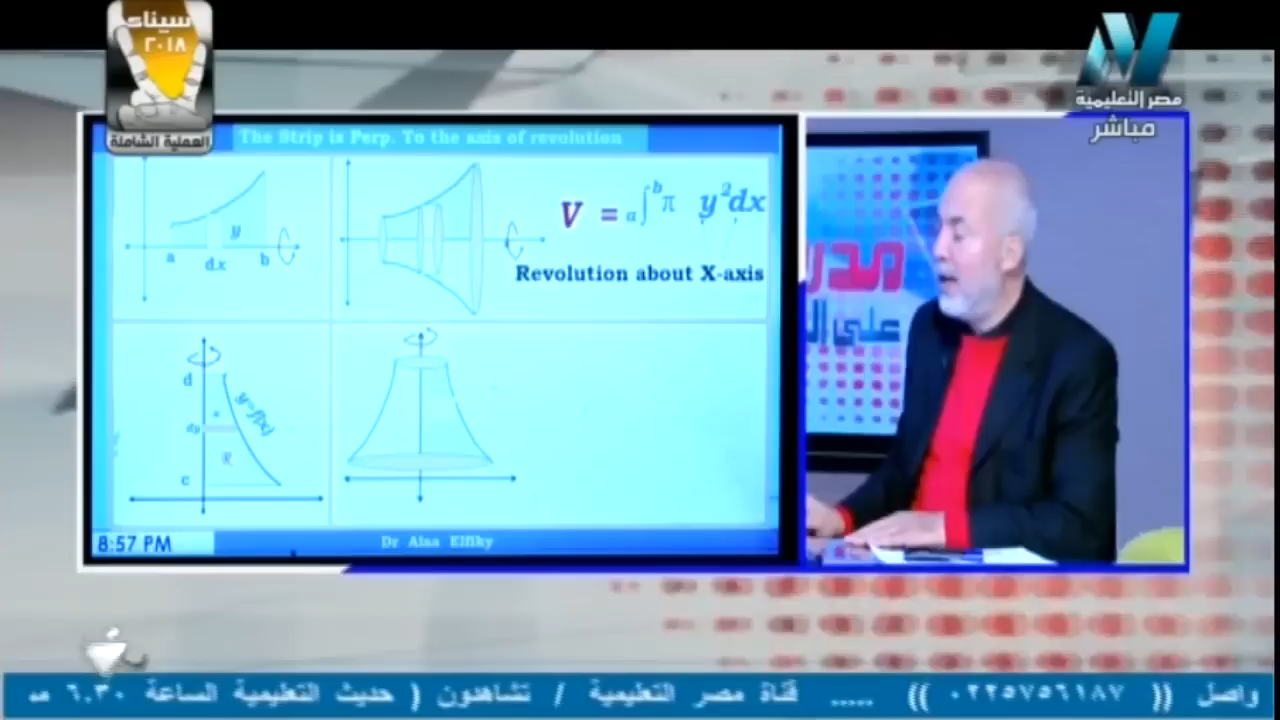 سيناء
٢٠١٨
العملية الشاملة
مصر التعليمية
مباشر
The Strip is Perp. To the axis of revolution
y
a
dx
b
V = a∫b π y²dx
Revolution about X-axis
d
x
dy
y=f(x)
R
c
على
8:57 PM
Dr Alaa Elfiky
واصل (( ٠٢٢٥٧٥٦١٨٧ )) ..... قناة مصر التعليمية / تشاهدون ( حديث التعليمية الساعة ٦.٣٠